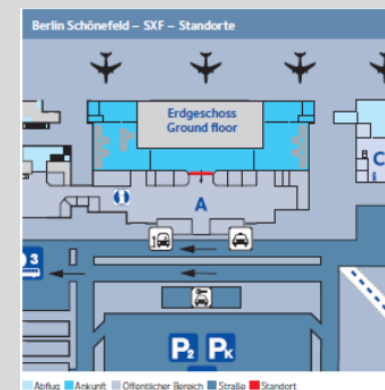 Berlin Schönefeld – SXF – Standorte
Erdgeschoss
Ground floor
C
i
A
3
P2 PK
Abflug Ankunft Öffentlicher Bereich Straße Standort